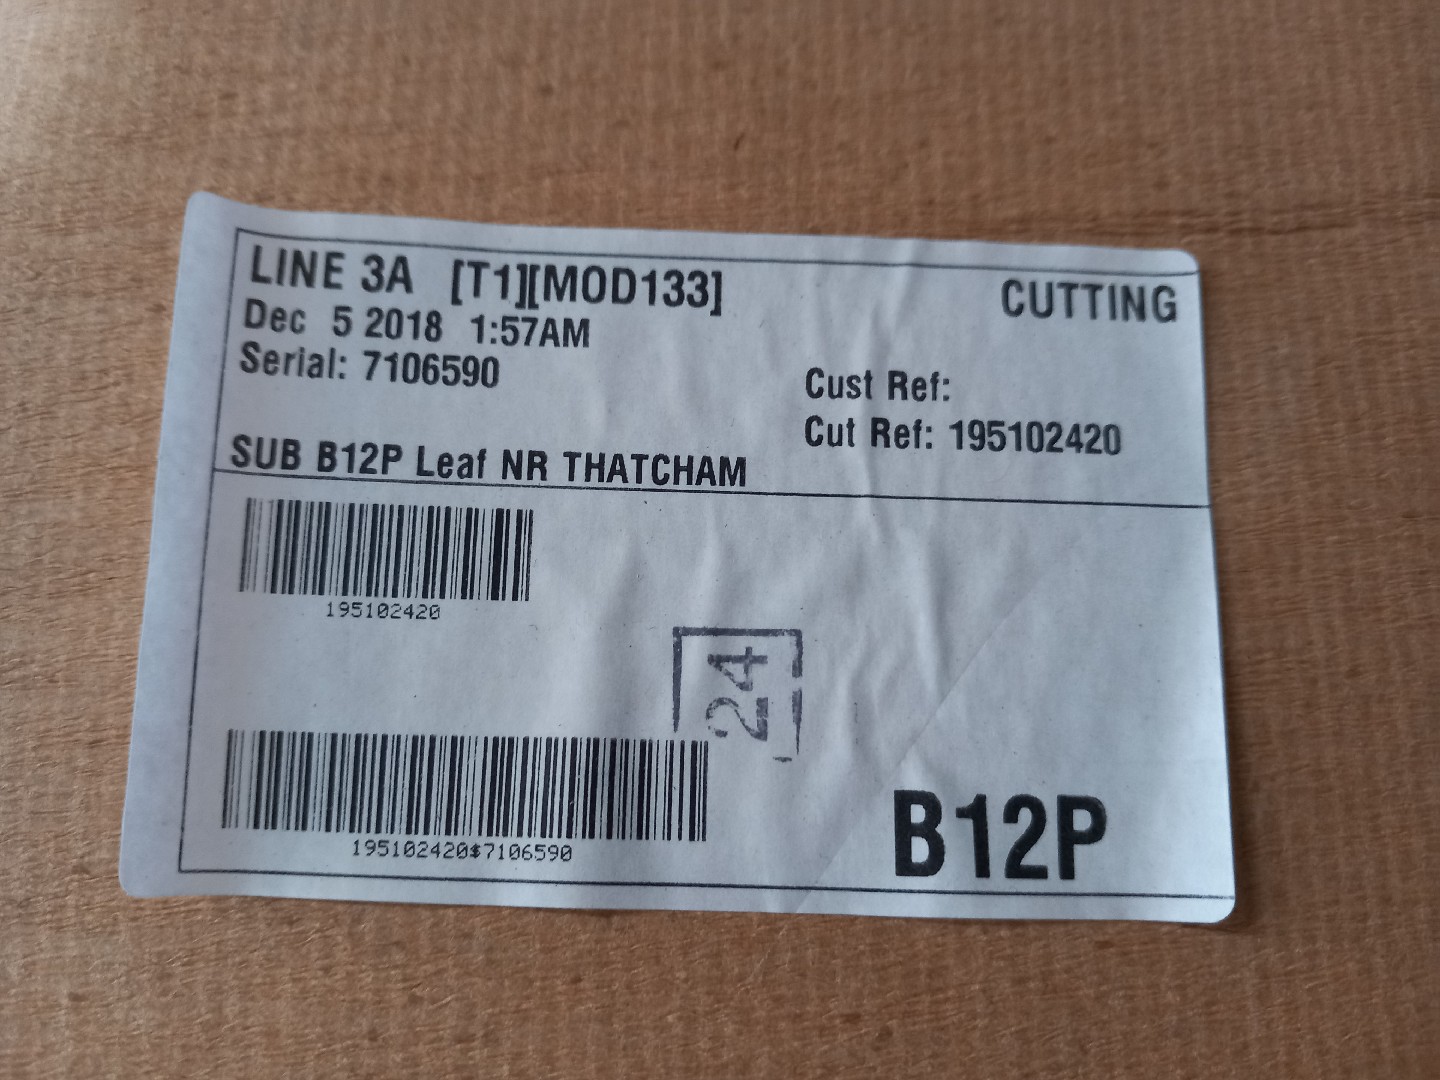 LINE 3A [T1][MOD133]
CUTTING
Dec 5 2018 1:57AM
Serial: 7106590
Cust Ref:
Cut Ref: 195102420
SUB B12P Leaf NR THATCHAM
195102420
24
195102420$7106590
B12P